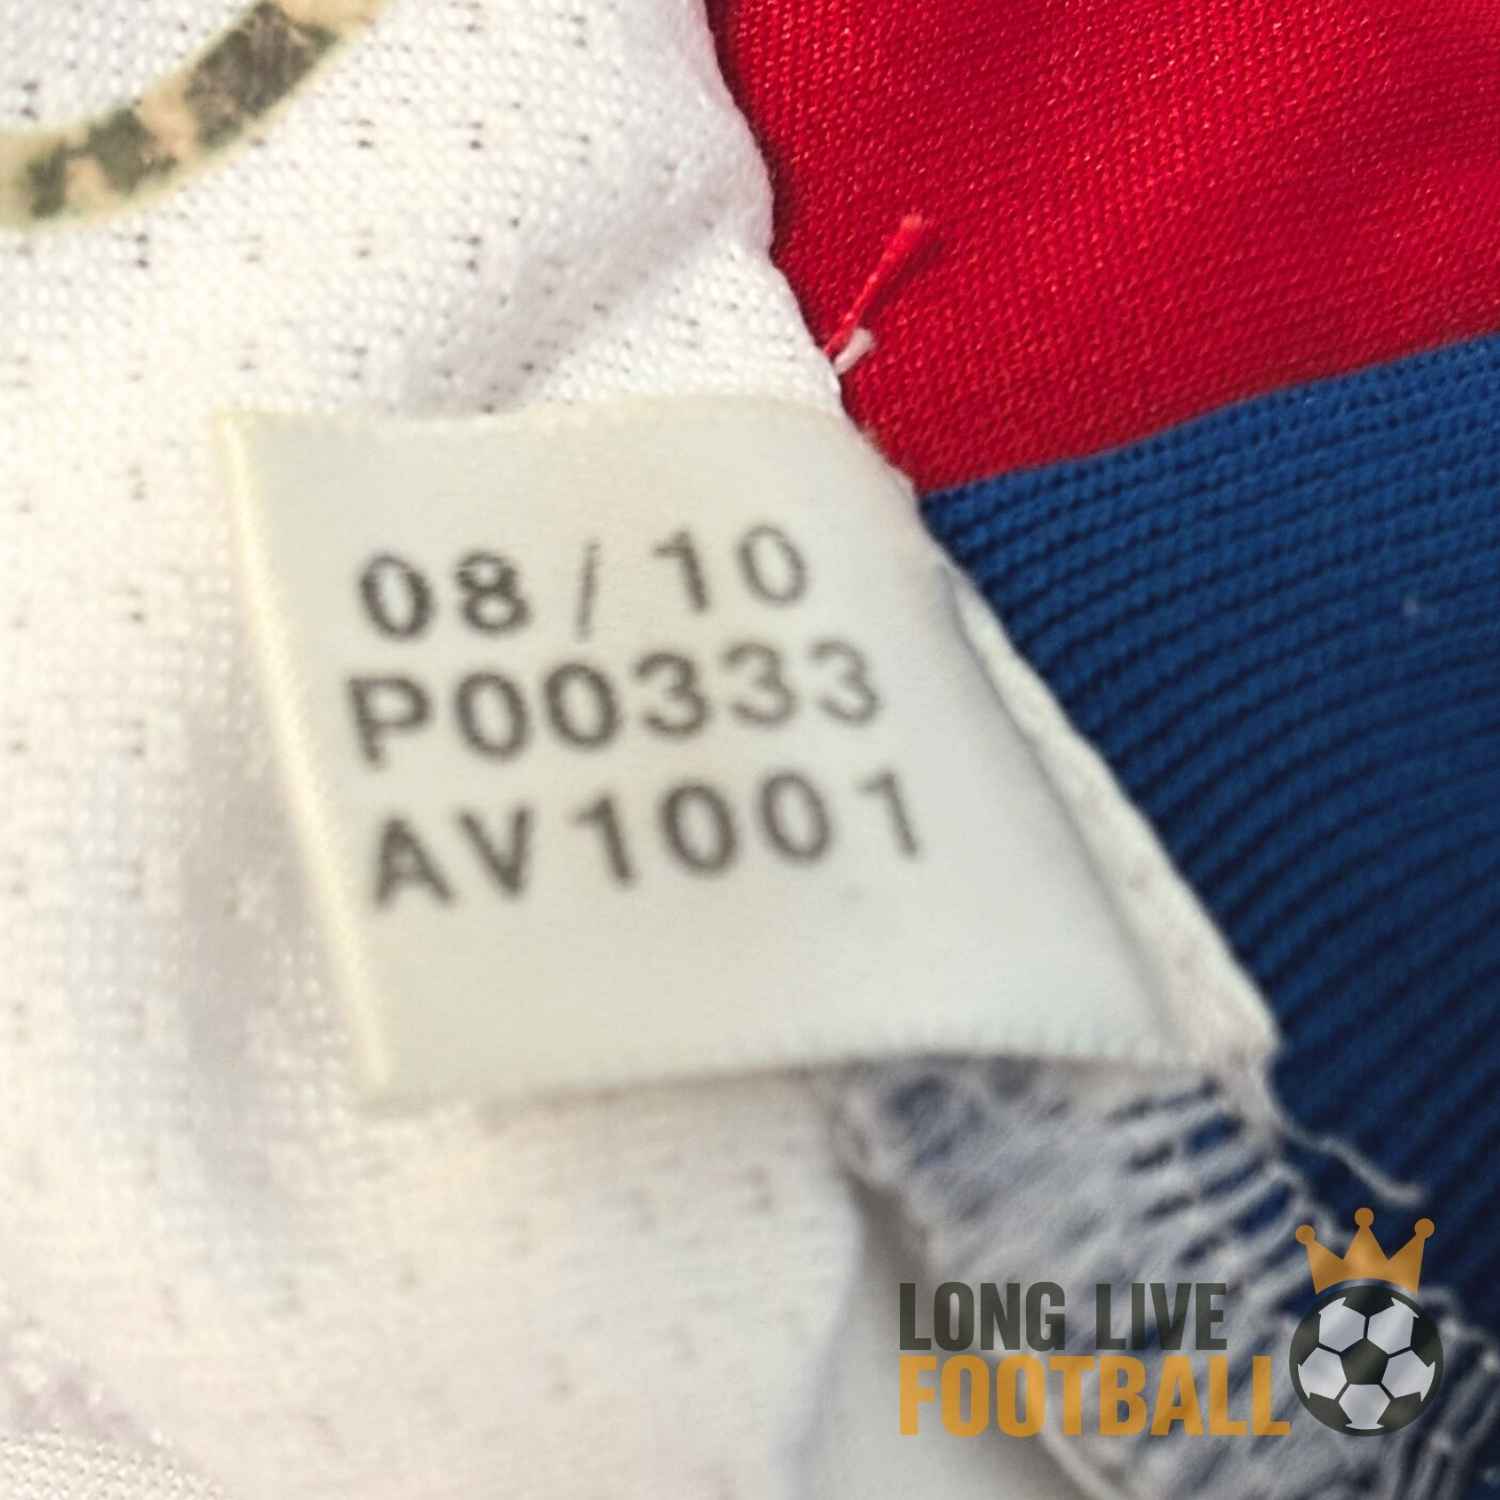 08/10
P00333
AV1001
LONG LIVE
FOOTBALL